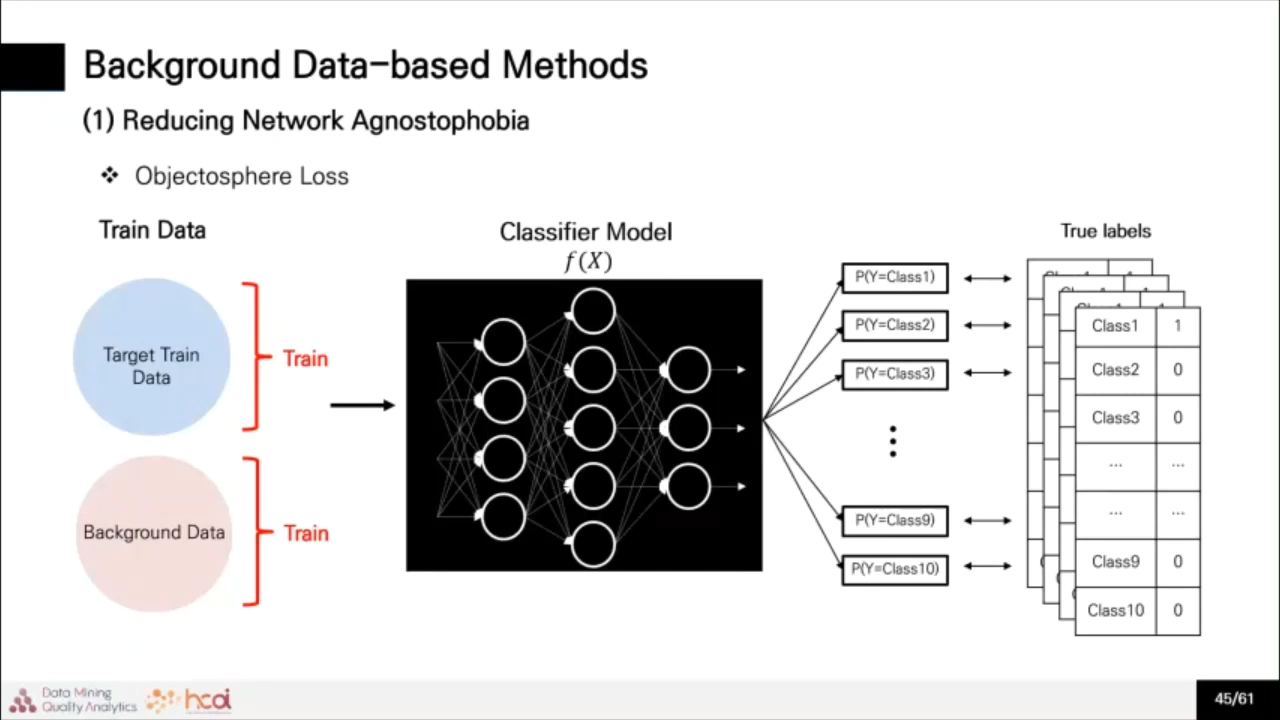 Background Data-based Methods
(1) Reducing Network Agnostophobia
❖ Objectosphere Loss
Train Data
Classifier Model
f(X)
True labels
Target Train
Data
Train
Background Data
Train
P(Y=Class1)
P(Y=Class2)
P(Y=Class3)
P(Y=Class9)
P(Y=Class10)
Class1 1
Class2 0
Class3 0
... ...
... ...
Class9 0
Class10 0
Data Mining
Quality Analytics
hcai
45/61